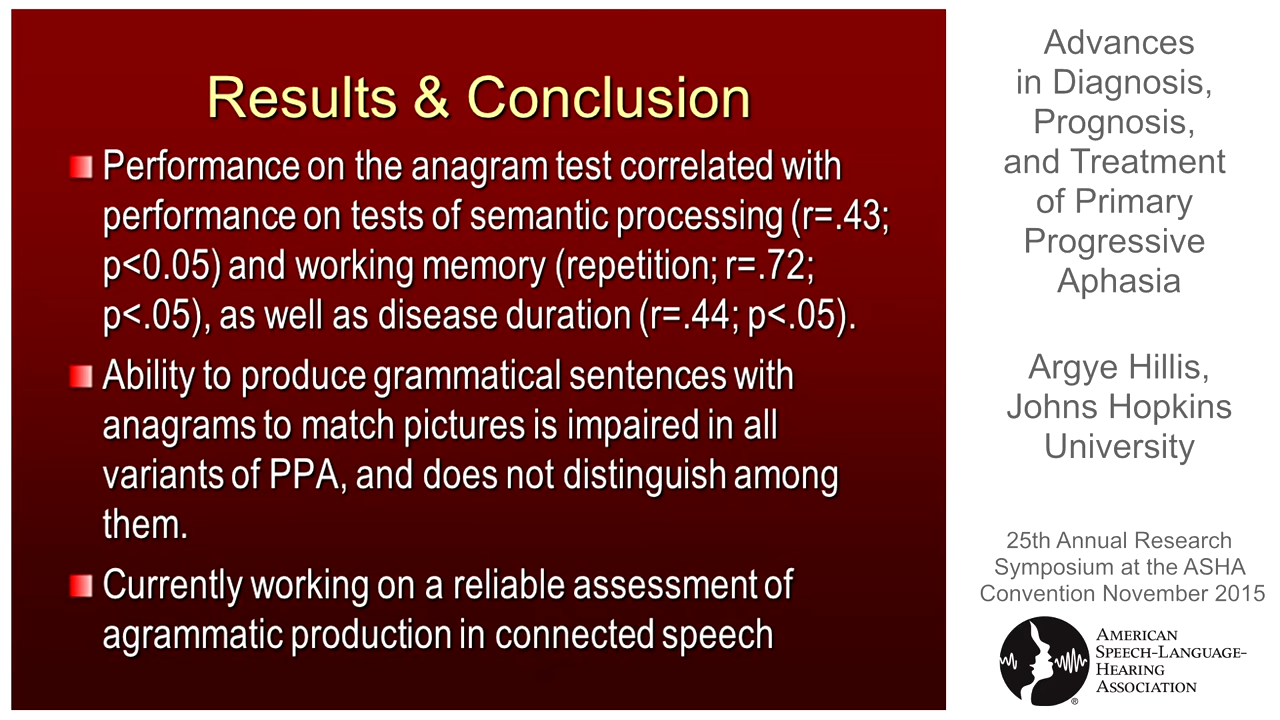 Results & Conclusion
Performance on the anagram test correlated with
performance on tests of semantic processing (r=.43;
p<0.05) and working memory (repetition; r=.72;
p<.05), as well as disease duration (r=.44; p<.05).
Ability to produce grammatical sentences with
anagrams to match pictures is impaired in all
variants of PPA, and does not distinguish among
them.
Currently working on a reliable assessment of
agrammatic production in connected speech
Advances
in Diagnosis,
Prognosis,
and Treatment
of Primary
Progressive
Aphasia
Argye Hillis,
Johns Hopkins
University
25th Annual Research
Symposium at the ASHA
Convention November 2015
American
Speech-Language-
Hearing
Association
®